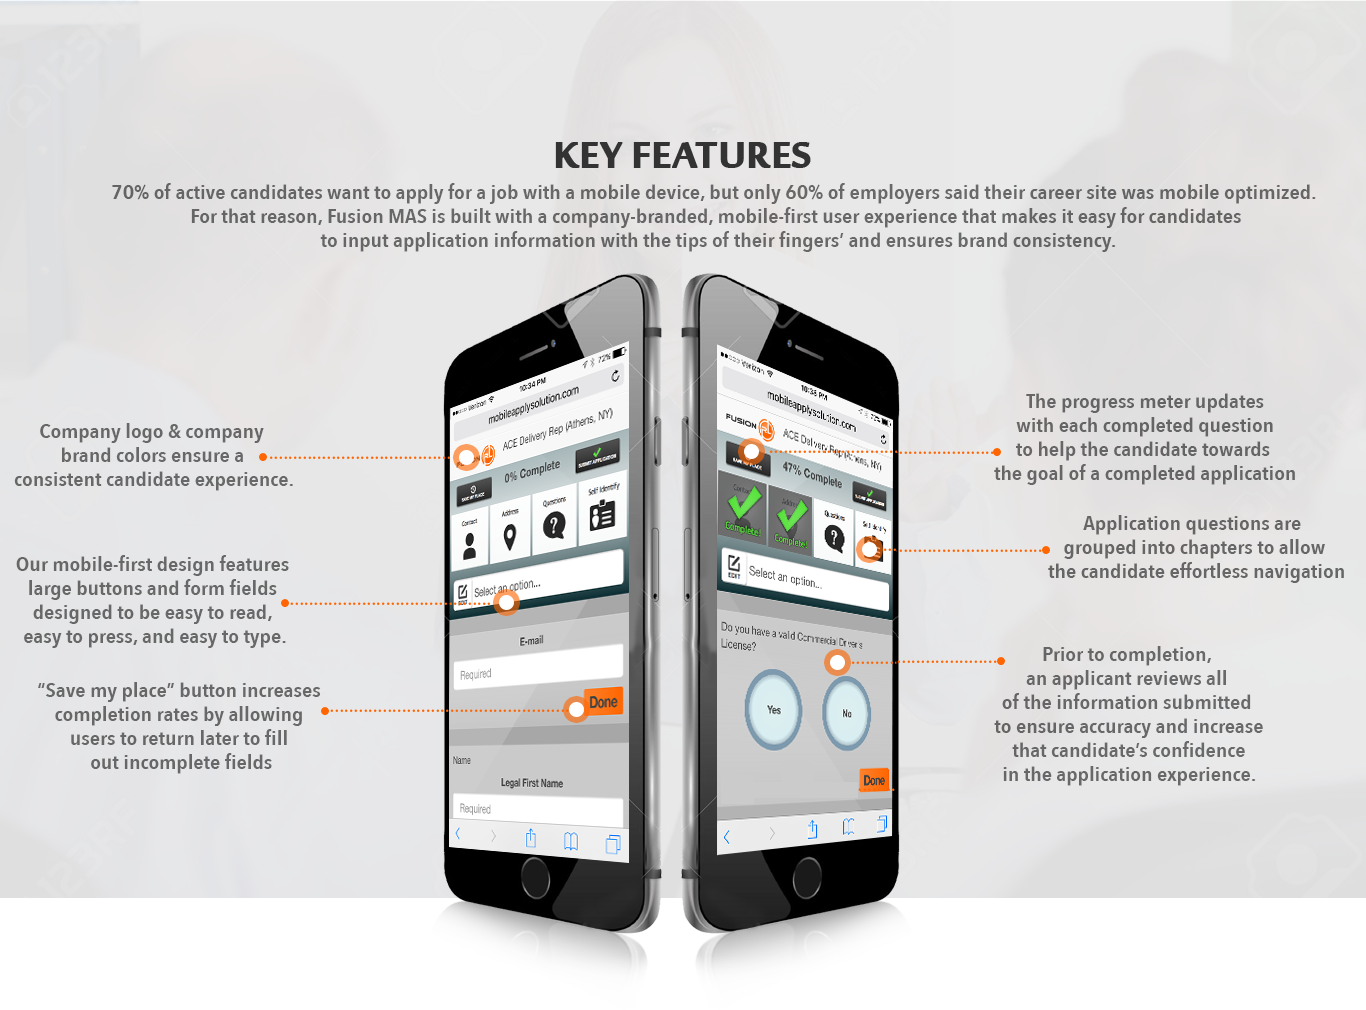 KEY FEATURES
70% of active candidates want to apply for a job with a mobile device, but only 60% of employers said their career site was mobile optimized.
For that reason, Fusion MAS is built with a company-branded, mobile-first user experience that makes it easy for candidates
to input application information with the tips of their fingers’ and ensures brand consistency.
Company logo & company
brand colors ensure a
consistent candidate experience.
Our mobile-first design features
large buttons and form fields
designed to be easy to read,
easy to press, and easy to type.
“Save my place” button increases
completion rates by allowing
users to return later to fill
out incomplete fields
Verizon 10:34 PM 72%
mobileapplysolution.com
ACE Delivery Rep (Athens, NY)
SAVE MY PLACE
0% Complete
SUBMIT APPLICATION
Contact
Address
Questions
Self Identify
EDIT
Select an option...
E-mail
Required
Done
Name
Legal First Name
Required
Verizon 10:38 PM 73%
mobileapplysolution.com
FUSION RL
ACE Delivery Rep (Athens, NY)
SAVE MY PLACE
47% Complete
SUBMIT APPLICATION
Contact
Complete!
Address
Complete!
Questions
Self Identify
EDIT
Select an option...
Do you have a valid Commercial Driver's
License?
Yes
No
Done
The progress meter updates
with each completed question
to help the candidate towards
the goal of a completed application
Application questions are
grouped into chapters to allow
the candidate effortless navigation
Prior to completion,
an applicant reviews all
of the information submitted
to ensure accuracy and increase
that candidate’s confidence
in the application experience.